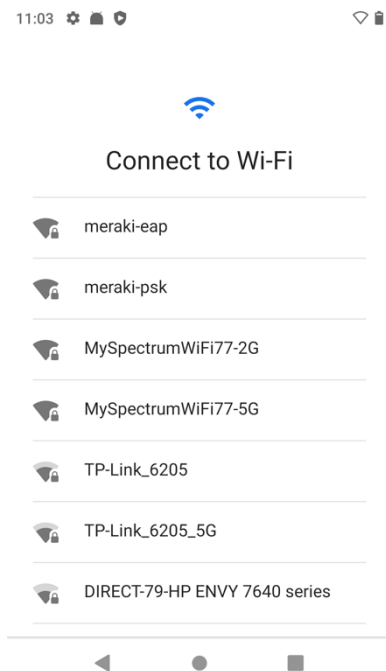 11:03
Connect to Wi-Fi
meraki-eap
meraki-psk
MySpectrumWiFi77-2G
MySpectrumWiFi77-5G
TP-Link_6205
TP-Link_6205_5G
DIRECT-79-HP ENVY 7640 series